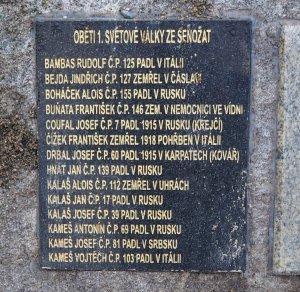 OBĚTI 1. SVĚTOVÉ VÁLKY ZE SENOŽAT
BAMBAS RUDOLF Č.P. 125 PADL V ITÁLII
BEJDA JINDŘICH Č.P. 127 ZEMŘEL V ČÁSLAVI
BOHÁČEK ALOIS Č.P. 155 PADL V RUSKU
BUŇATA FRANTIŠEK Č.P. 146 ZEM. V NEMOCNICI VE VÍDNI
COUFAL JOSEF Č.P. 7 PADL 1915 V RUSKU (KREJČÍ)
ČÍŽEK FRANTIŠEK ZEMŘEL 1918 POHŘBEN V ITÁLII
DRBAL JOSEF Č.P. 60 PADL 1915 V KARPATECH (KOVÁŘ)
HNÁT JAN Č.P. 139 PADL V RUSKU
KALAŠ ALOIS Č.P. 112 ZEMŘEL V UHRÁCH
KALAŠ JAN Č.P. 17 PADL V RUSKU
KALAŠ JOSEF Č.P. 39 PADL V RUSKU
KAMEŠ ANTONÍN Č.P. 69 PADL V RUSKU
KAMEŠ JOSEF Č.P. 81 PADL V SRBSKU
KAMEŠ VOJTĚCH Č.P. 103 PADL V ITÁLII